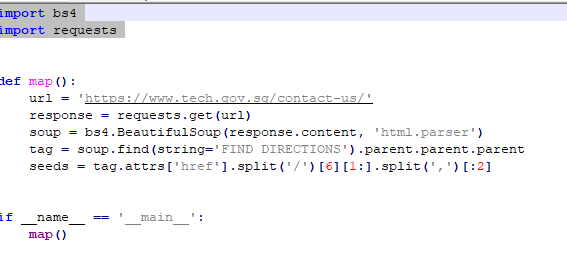 import bs4
import requests
def map():
    url = 'https://www.tech.gov.sg/contact-us/'
    response = requests.get(url)
    soup = bs4.BeautifulSoup(response.content, 'html.parser')
    tag = soup.find(string='FIND DIRECTIONS').parent.parent.parent
    seeds = tag.attrs['href'].split('/')[6][1:].split(',')[:2]
if __name__ == '__main__':
    map()